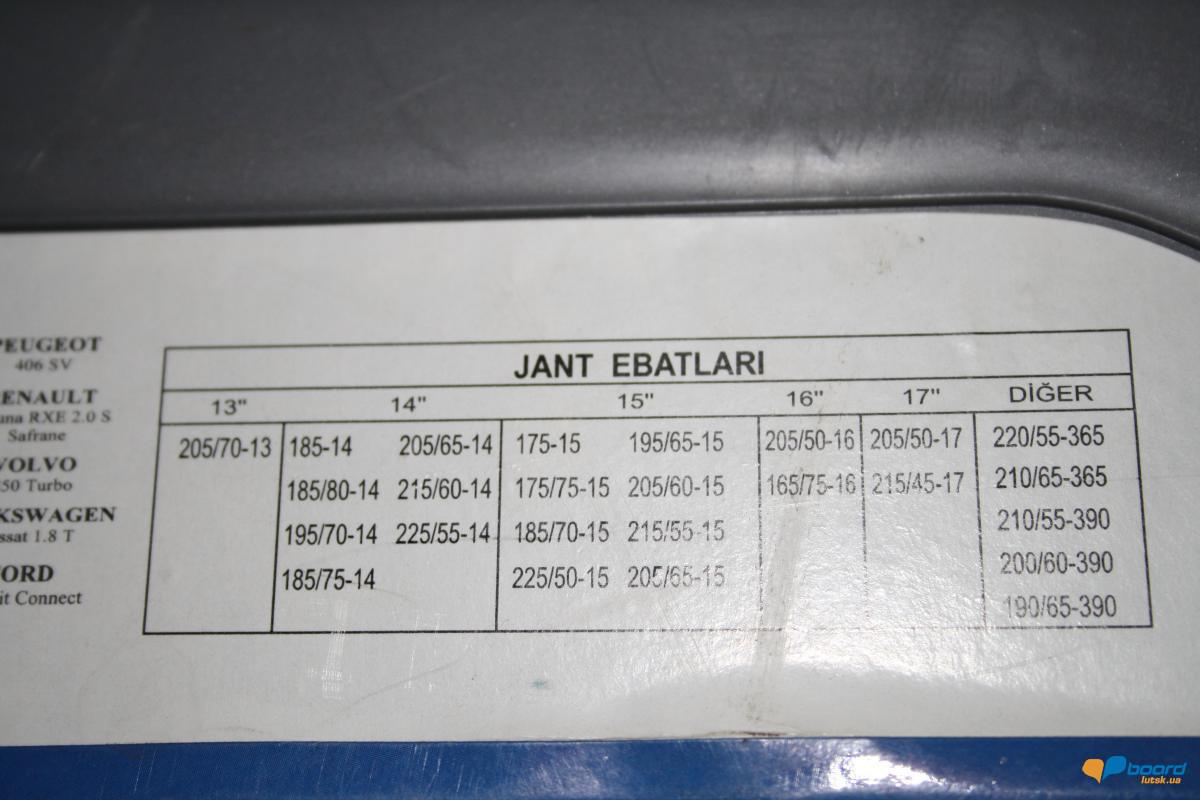 PEUGEOT
406 SV
ENAULT
una RXE 2.0 S
Safrane
VOLVO
50 Turbo
KSWAGEN
ssat 1.8 T
ORD
it Connect
JANT EBATLARI
13" 14" 15" 16" 17" DİĞER
205/70-13 185-14 205/65-14 175-15 195/65-15 205/50-16 205/50-17 220/55-365
185/80-14 215/60-14 175/75-15 205/60-15 165/75-16 215/45-17 210/65-365
195/70-14 225/55-14 185/70-15 215/55-15 210/55-390
185/75-14 225/50-15 205/65-15 200/60-390
190/65-390
boord
lutsk.ua